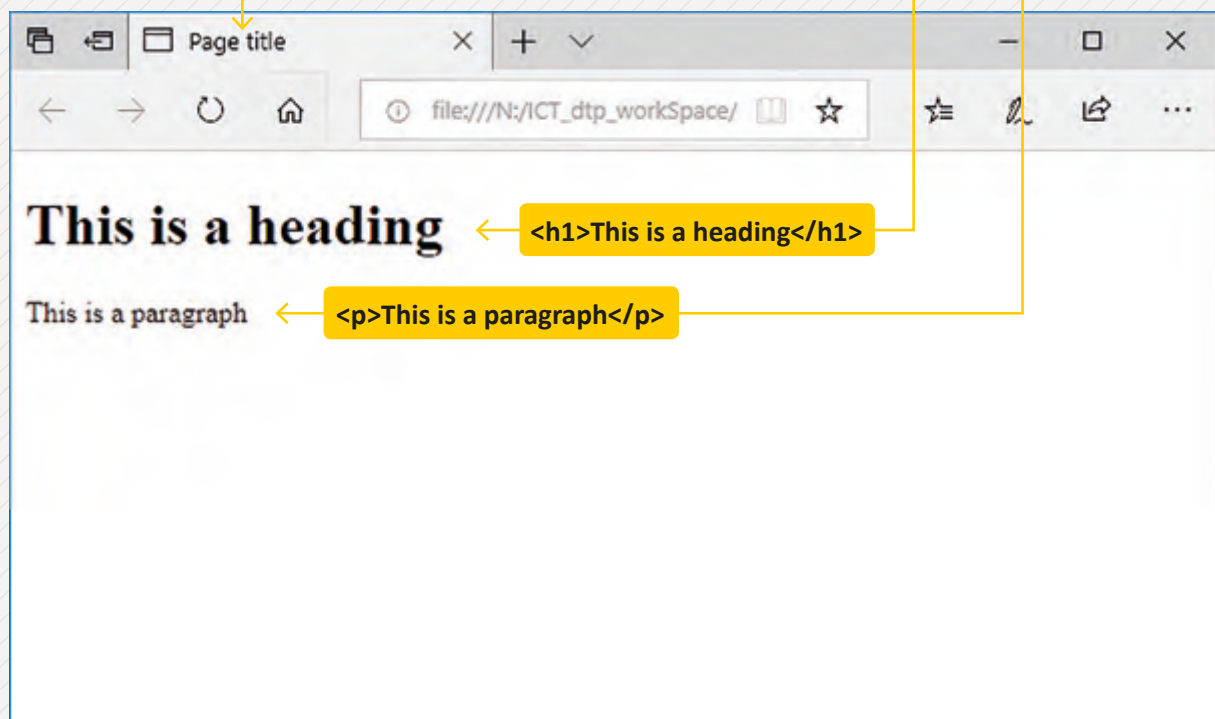 Page title
file:///N:/ICT_dtp_workSpace/
This is a heading
<h1>This is a heading</h1>
This is a paragraph
<p>This is a paragraph</p>